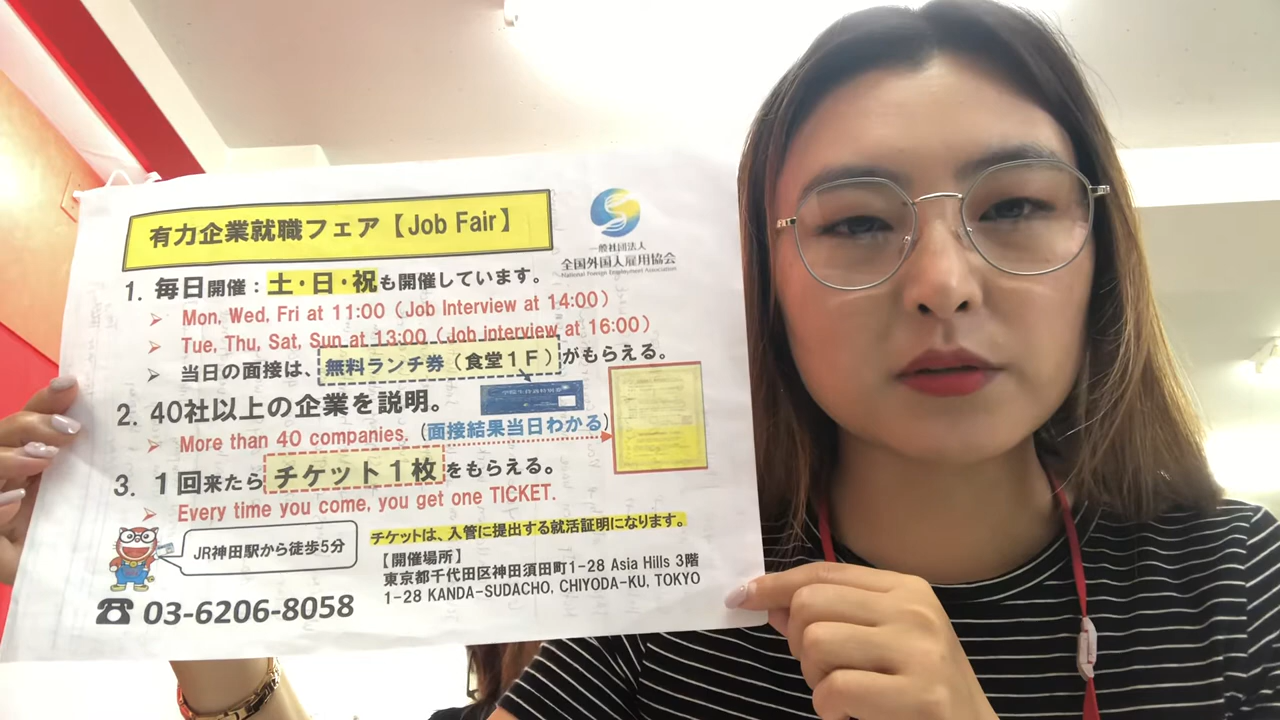 有力企業就職フェア【Job Fair】
一般社団法人
全国外国人雇用協会
National Foreign Employment Association
1. 毎日開催：土・日・祝も開催しています。
➢ Mon, Wed, Fri at 11:00（Job Interview at 14:00）
➢ Tue, Thu, Sat, Sun at 13:00（Job interview at 16:00）
➢ 当日の面接は、無料ランチ券（食堂１Ｆ）がもらえる。
2. 40社以上の企業を説明。
➢ More than 40 companies.（面接結果当日わかる）
3. １回来たらチケット１枚をもらえる。
➢ Every time you come, you get one TICKET.
JR神田駅から徒歩5分
チケットは、入管に提出する就活証明になります。
【開催場所】
東京都千代田区神田須田町1-28 Asia Hills 3階
1-28 KANDA-SUDACHO, CHIYODA-KU, TOKYO
☎ 03-6206-8058